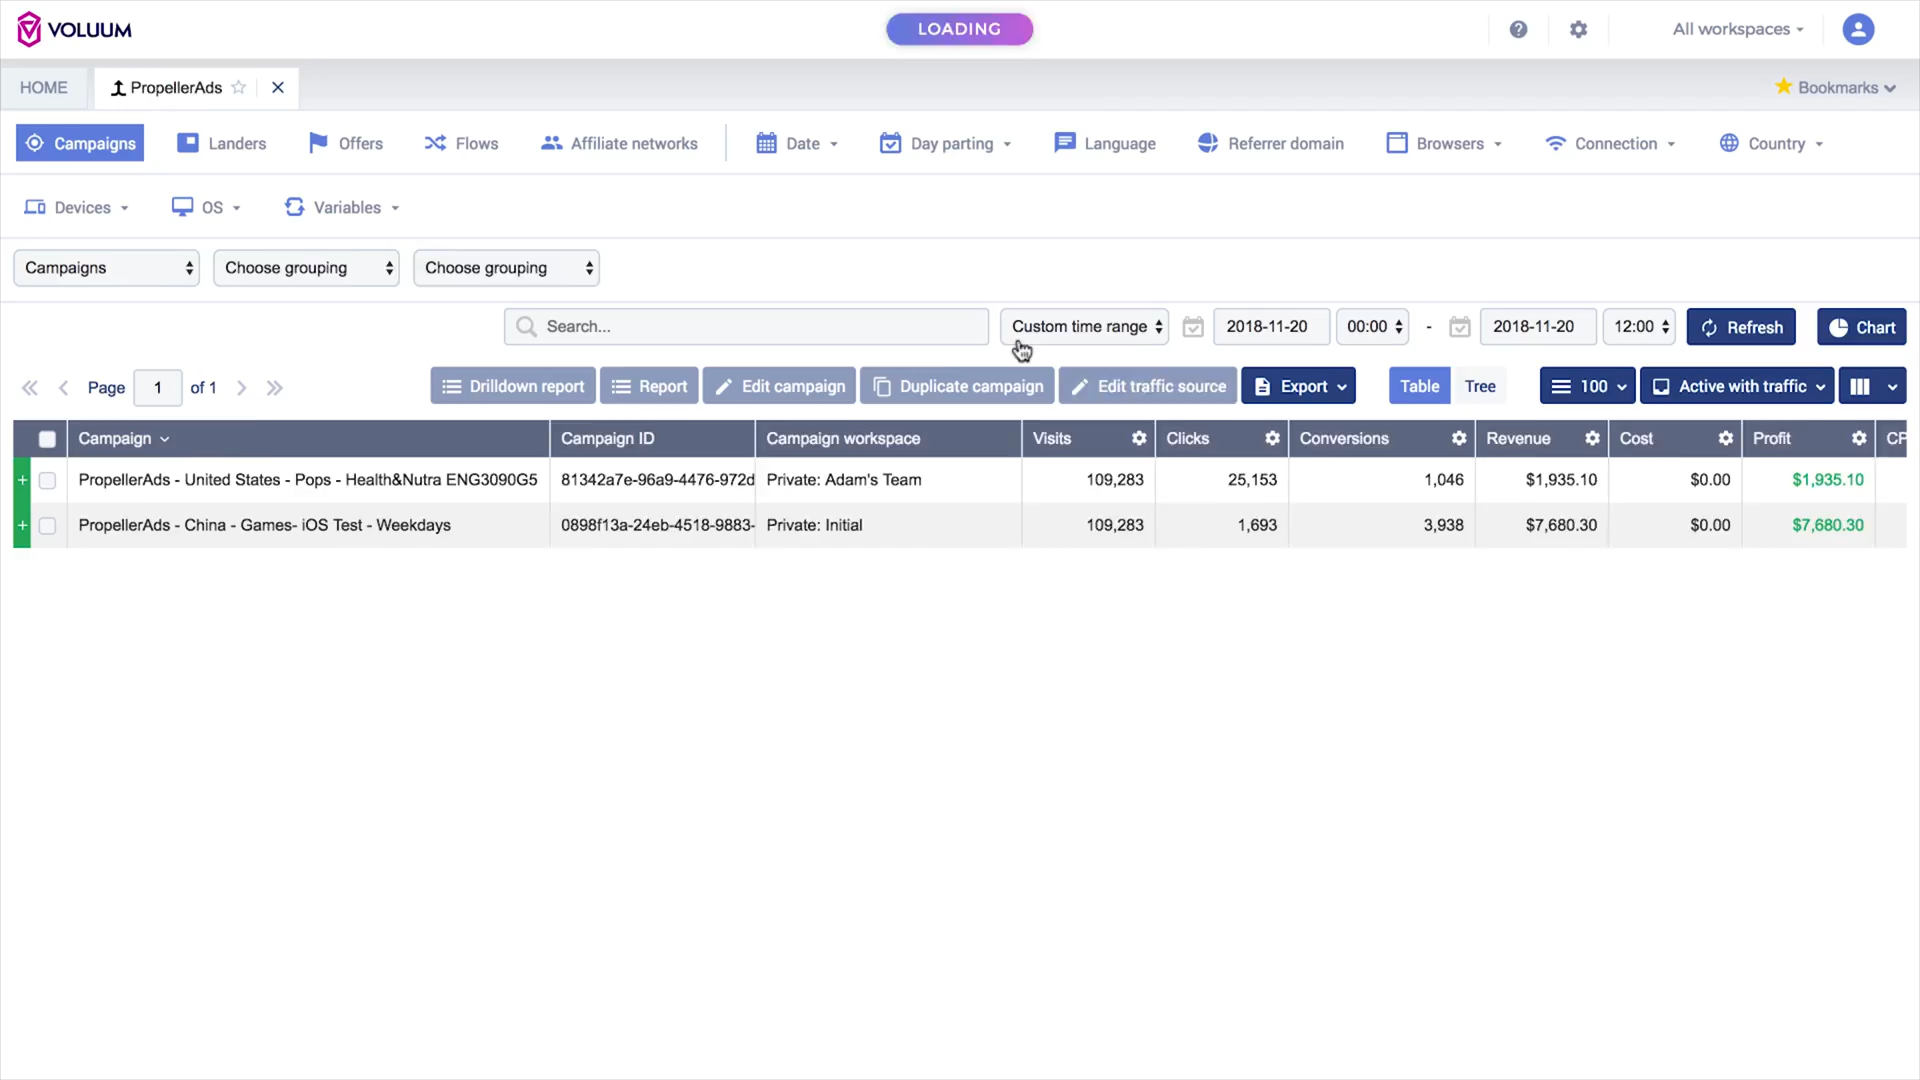 VOLUUM
LOADING
All workspaces
HOME
PropellerAds
Bookmarks
Campaigns
Landers
Offers
Flows
Affiliate networks
Date
Day parting
Language
Referrer domain
Browsers
Connection
Country
Devices
OS
Variables
Campaigns
Choose grouping
Choose grouping
Search...
Custom time range
2018-11-20
00:00
-
2018-11-20
12:00
Refresh
Chart
Page 1 of 1
Drilldown report
Report
Edit campaign
Duplicate campaign
Edit traffic source
Export
Table
Tree
100
Active with traffic
Campaign Campaign ID Campaign workspace Visits Clicks Conversions Revenue Cost Profit CP
+ PropellerAds - United States - Pops - Health&Nutra ENG3090G5 81342a7e-96a9-4476-972d Private: Adam's Team 109,283 25,153 1,046 $1,935.10 $0.00 $1,935.10
+ PropellerAds - China - Games- iOS Test - Weekdays 0898f13a-24eb-4518-9883- Private: Initial 109,283 1,693 3,938 $7,680.30 $0.00 $7,680.30